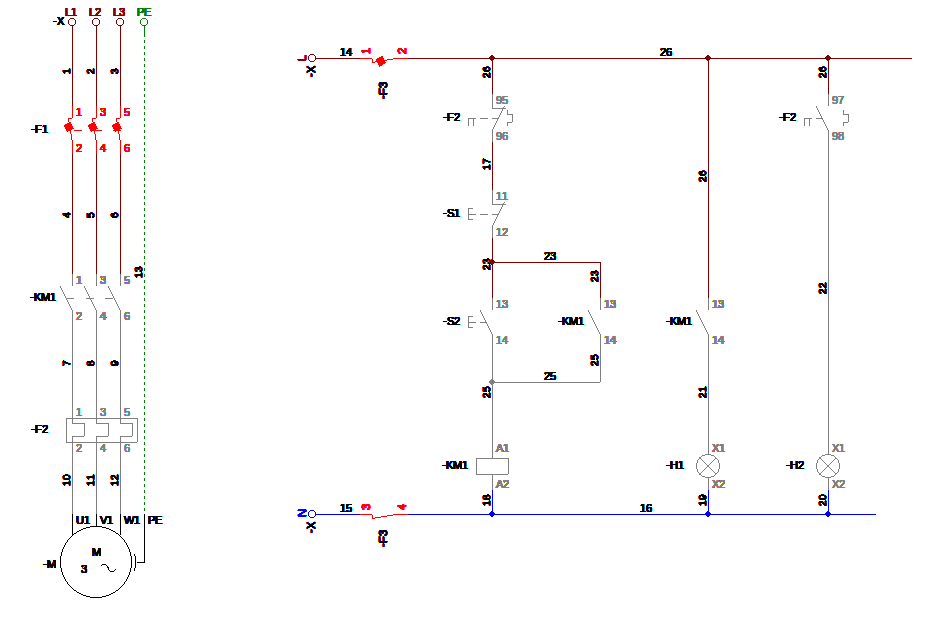 L1 L2 L3 PE
-X
1 2 3
-F1 1 3 5
2 4 6
4 5 6
13
-KM1 1 3 5
2 4 6
7 8 9
-F2 1 3 5
2 4 6
10 11 12
U1 V1 W1 PE
-M M
3
L 14 1 2 26
-X -F3
26 26
-F2 95 -F2 97
96 98
17 26
-S1 11
12
23 23
23 22
-S2 13 -KM1 13 -KM1 13
14 14 14
25
25
25 21
-KM1 A1 -H1 X1 -H2 X1
A2 X2 X2
18 19 20
N 15 3 4 16
-X -F3